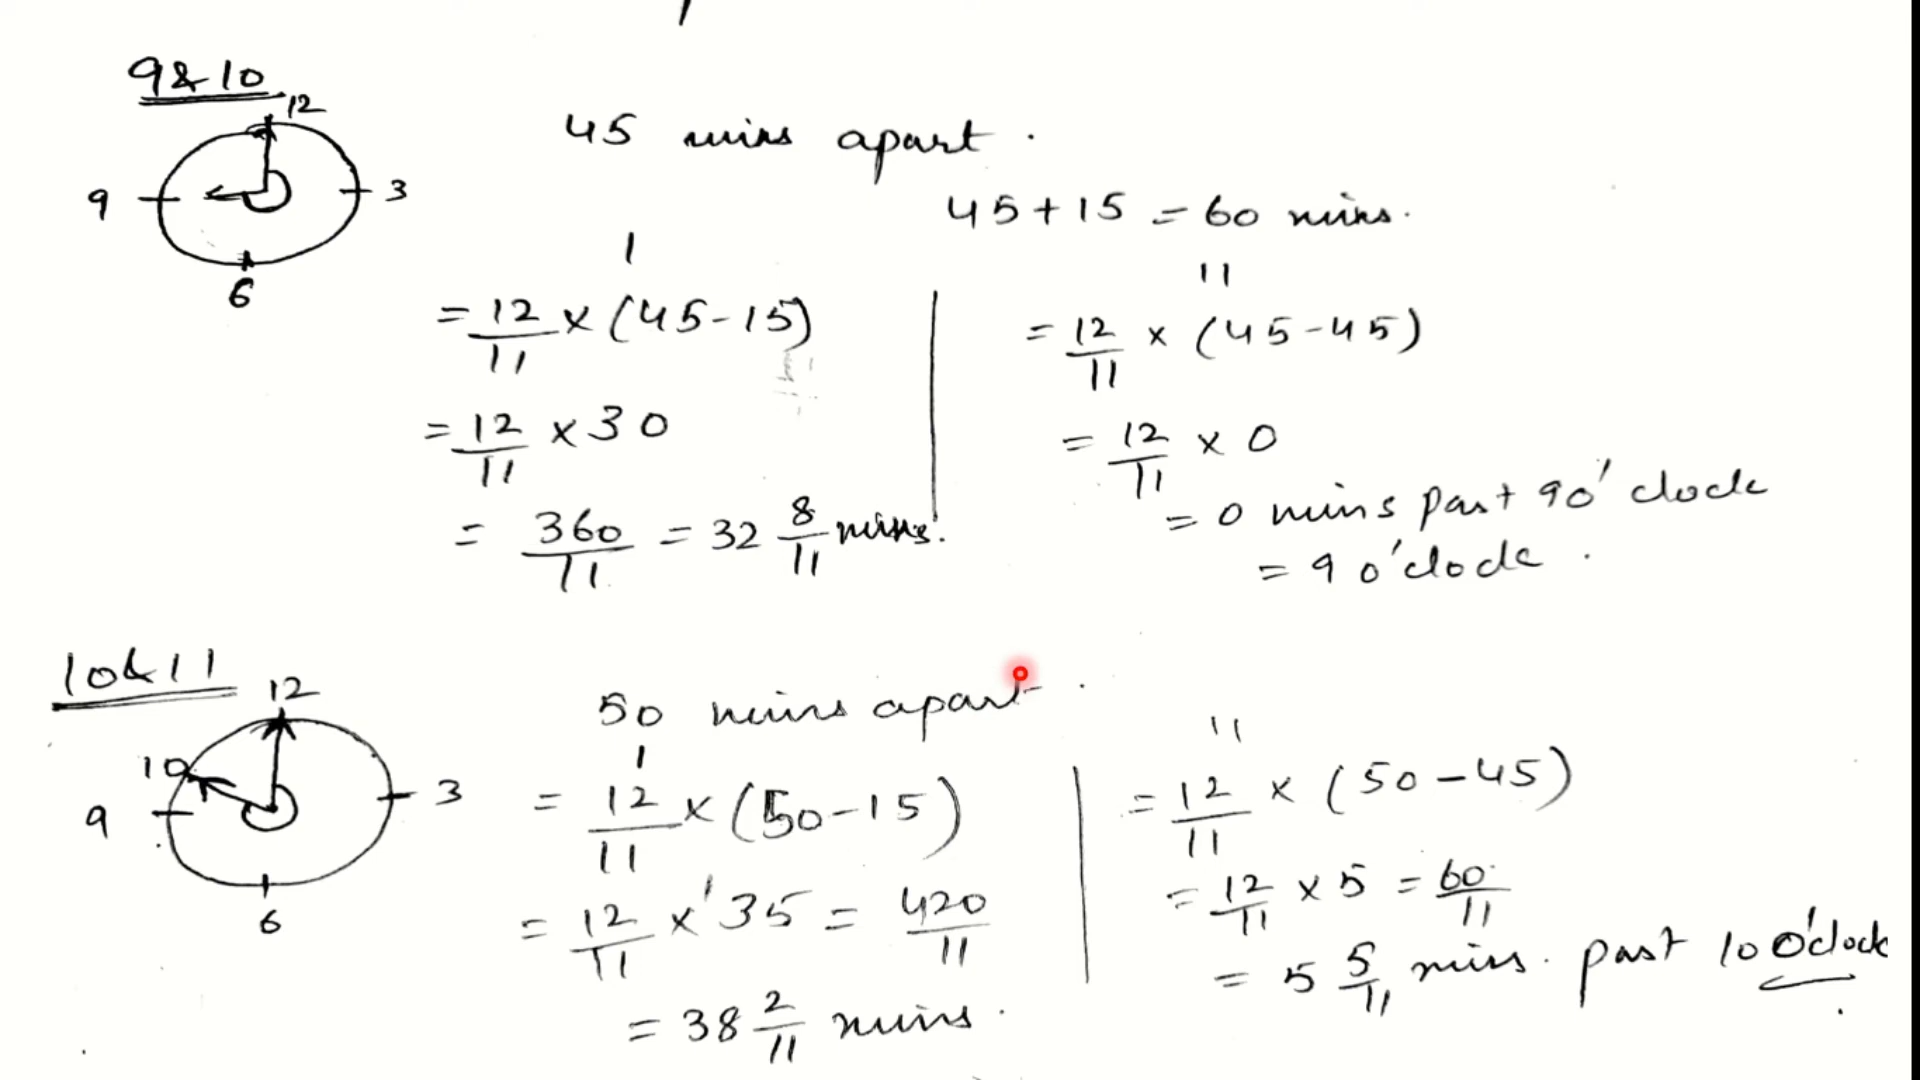 9&10
12
9
3
6
45 mins apart.
45+15 = 60 mins.
I
= 12/11 x (45-15)
= 12/11 x 30
= 360/11 = 32 8/11 mins.
II
= 12/11 x (45-45)
= 12/11 x 0
= 0 mins past 9 o'clock
= 9 o'clock.
10&11
12
10
9
3
6
50 mins apart.
I
= 12/11 x (50-15)
= 12/11 x 35 = 420/11
= 38 2/11 mins.
II
= 12/11 x (50-45)
= 12/11 x 5 = 60/11
= 5 5/11 mins. past 10 O'clock.